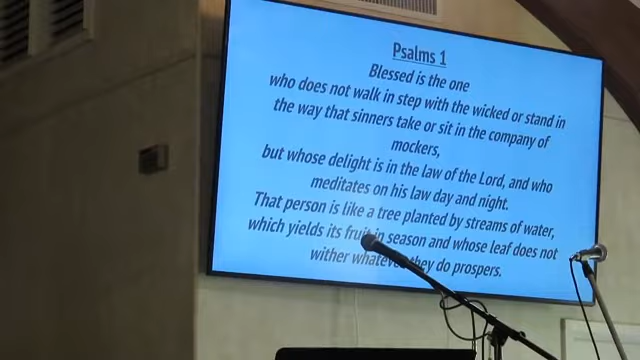 Psalms 1
Blessed is the one
who does not walk in step with the wicked or stand in
the way that sinners take or sit in the company of
mockers,
but whose delight is in the law of the Lord, and who
meditates on his law day and night.
That person is like a tree planted by streams of water,
which yields its fruit in season and whose leaf does not
wither whatever they do prospers.